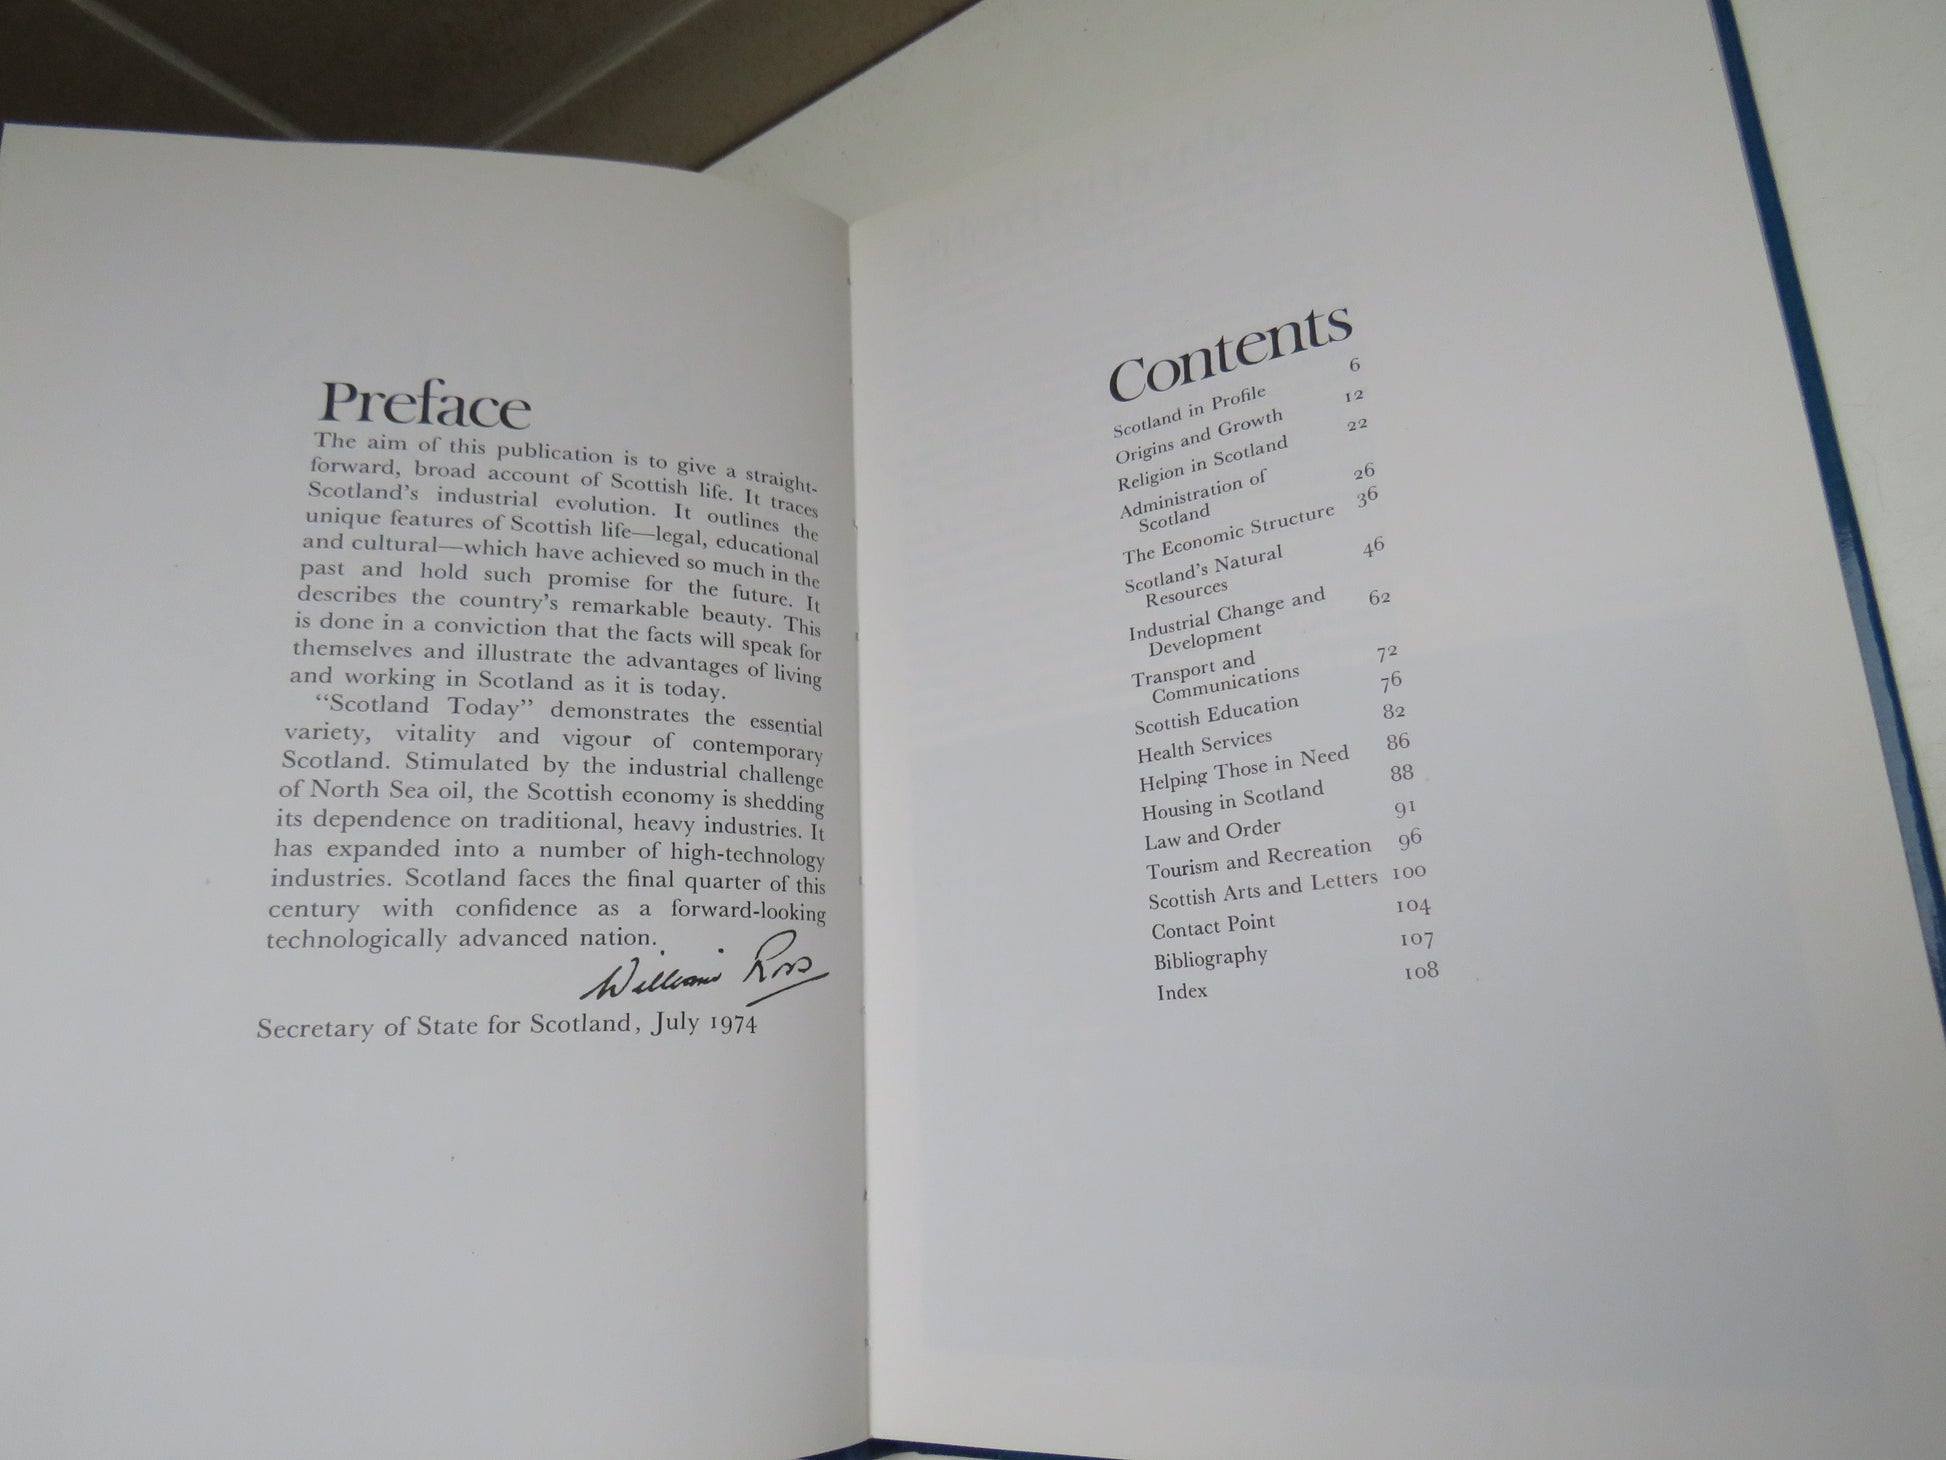 Preface
The aim of this publication is to give a straight-
forward, broad account of Scottish life. It traces
Scotland's industrial evolution. It outlines the
unique features of Scottish life—legal, educational
and cultural—which have achieved so much in the
past and hold such promise for the future. It
describes the country's remarkable beauty. This
is done in a conviction that the facts will speak for
themselves and illustrate the advantages of living
and working in Scotland as it is today.
"Scotland Today" demonstrates the essential
variety, vitality and vigour of contemporary
Scotland. Stimulated by the industrial challenge
of North Sea oil, the Scottish economy is shedding
its dependence on traditional, heavy industries. It
has expanded into a number of high-technology
industries. Scotland faces the final quarter of this
century with confidence as a forward-looking
technologically advanced nation.
William Ross
Secretary of State for Scotland, July 1974
Contents
Scotland in Profile 6
Origins and Growth 12
Religion in Scotland 22
Administration of
Scotland 26
The Economic Structure 36
Scotland's Natural
Resources 46
Industrial Change and
Development 62
Transport and
Communications 72
Scottish Education 76
Health Services 82
Helping Those in Need 86
Housing in Scotland 88
Law and Order 91
Tourism and Recreation 96
Scottish Arts and Letters 100
Contact Point 104
Bibliography 107
Index 108